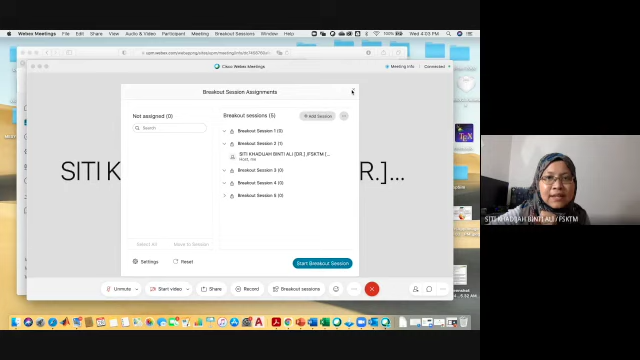 Webex Meetings File Edit Share View Audio & Video Participant Meeting Breakout Sessions Window Help 100% Wed 4:03 PM
Cisco Webex Meetings
Meeting Info Connected
Breakout Session Assignments
Not assigned (0)
Search
Breakout sessions (5)
+ Add Session
Breakout Session 1 (0)
Breakout Session 2 (1)
SITI KHADIJAH BINTI ALI [DR.] /FSKTM [...
Host, me
Breakout Session 3 (0)
Breakout Session 4 (0)
Breakout Session 5 (0)
SITI K
DR.]...
Select All
Move to Session
Settings
Reset
Start Breakout Session
Unmute
Start video
Share
Record
Breakout sessions
SITI KHADIJAH BINTI ALI / FSKTM
TEX